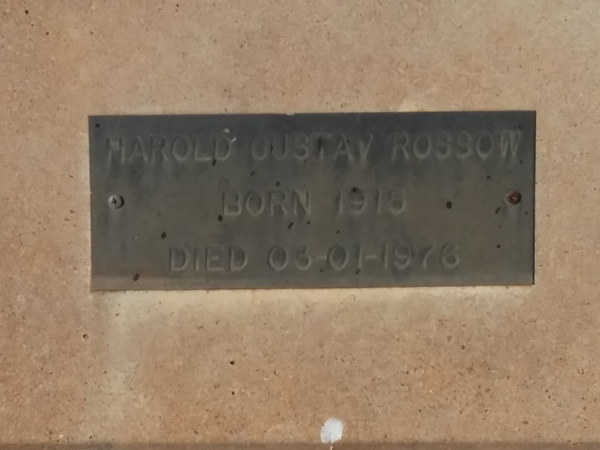 HAROLD GUSTAV ROSSOW
BORN 1915
DIED 03-01-1976